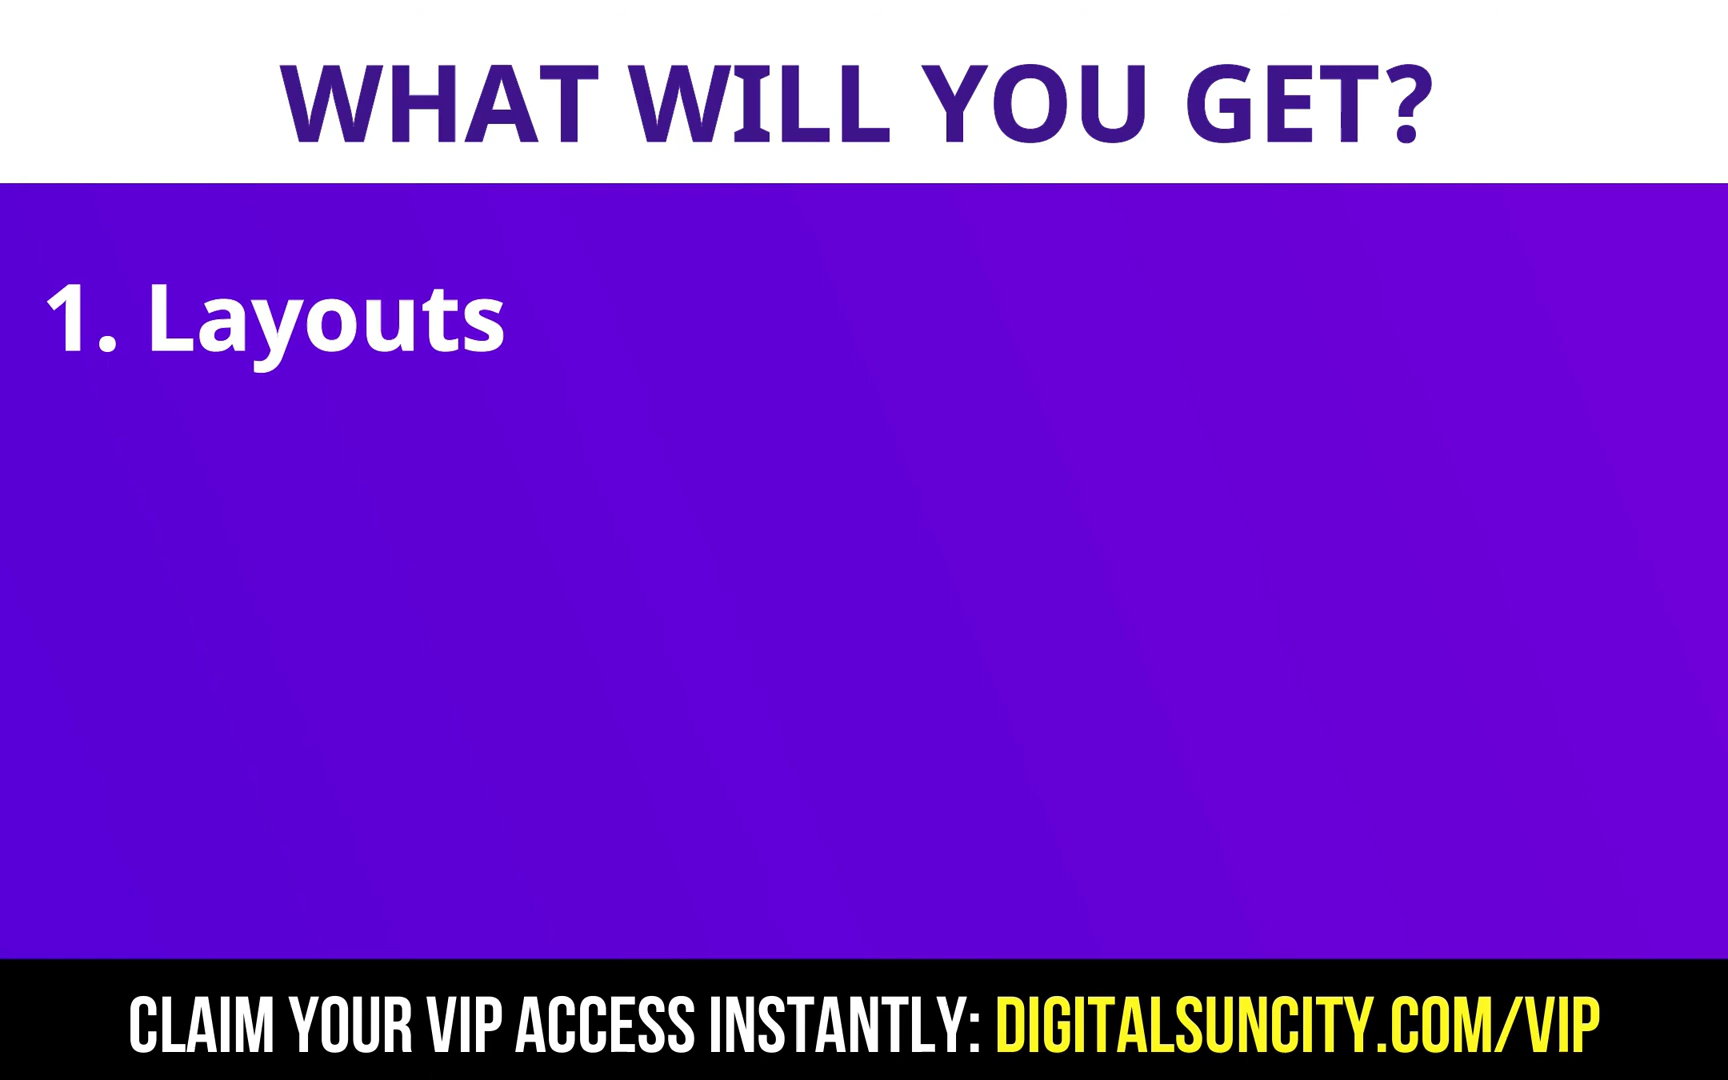 WHAT WILL YOU GET?
1. Layouts
CLAIM YOUR VIP ACCESS INSTANTLY: DIGITALSUNCITY.COM/VIP